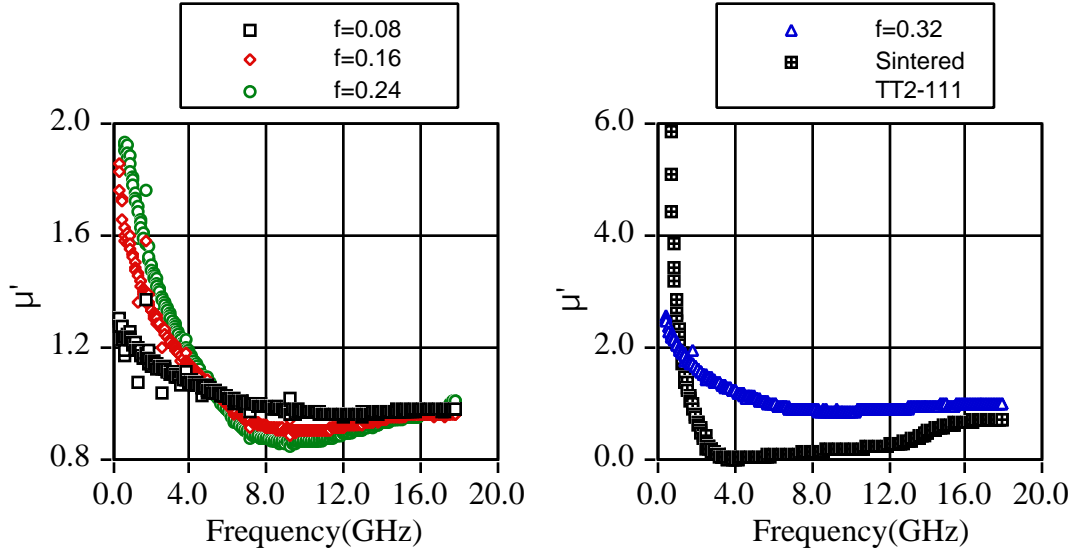 f=0.08
f=0.16
f=0.24
2.0
1.6
1.2
0.8
μ'
0.0 4.0 8.0 12.0 16.0 20.0
Frequency(GHz)
f=0.32
Sintered
TT2-111
6.0
4.0
2.0
0.0
μ'
0.0 4.0 8.0 12.0 16.0 20.0
Frequency(GHz)